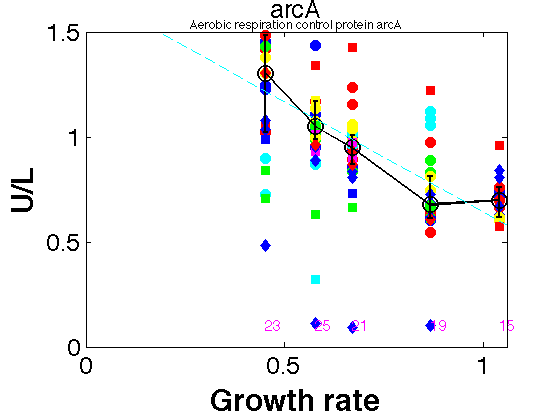 arcA
Aerobic respiration control protein arcA
1.5
1
0.5
0
U/L
23 25 21 19 15
0 0.5 1
Growth rate